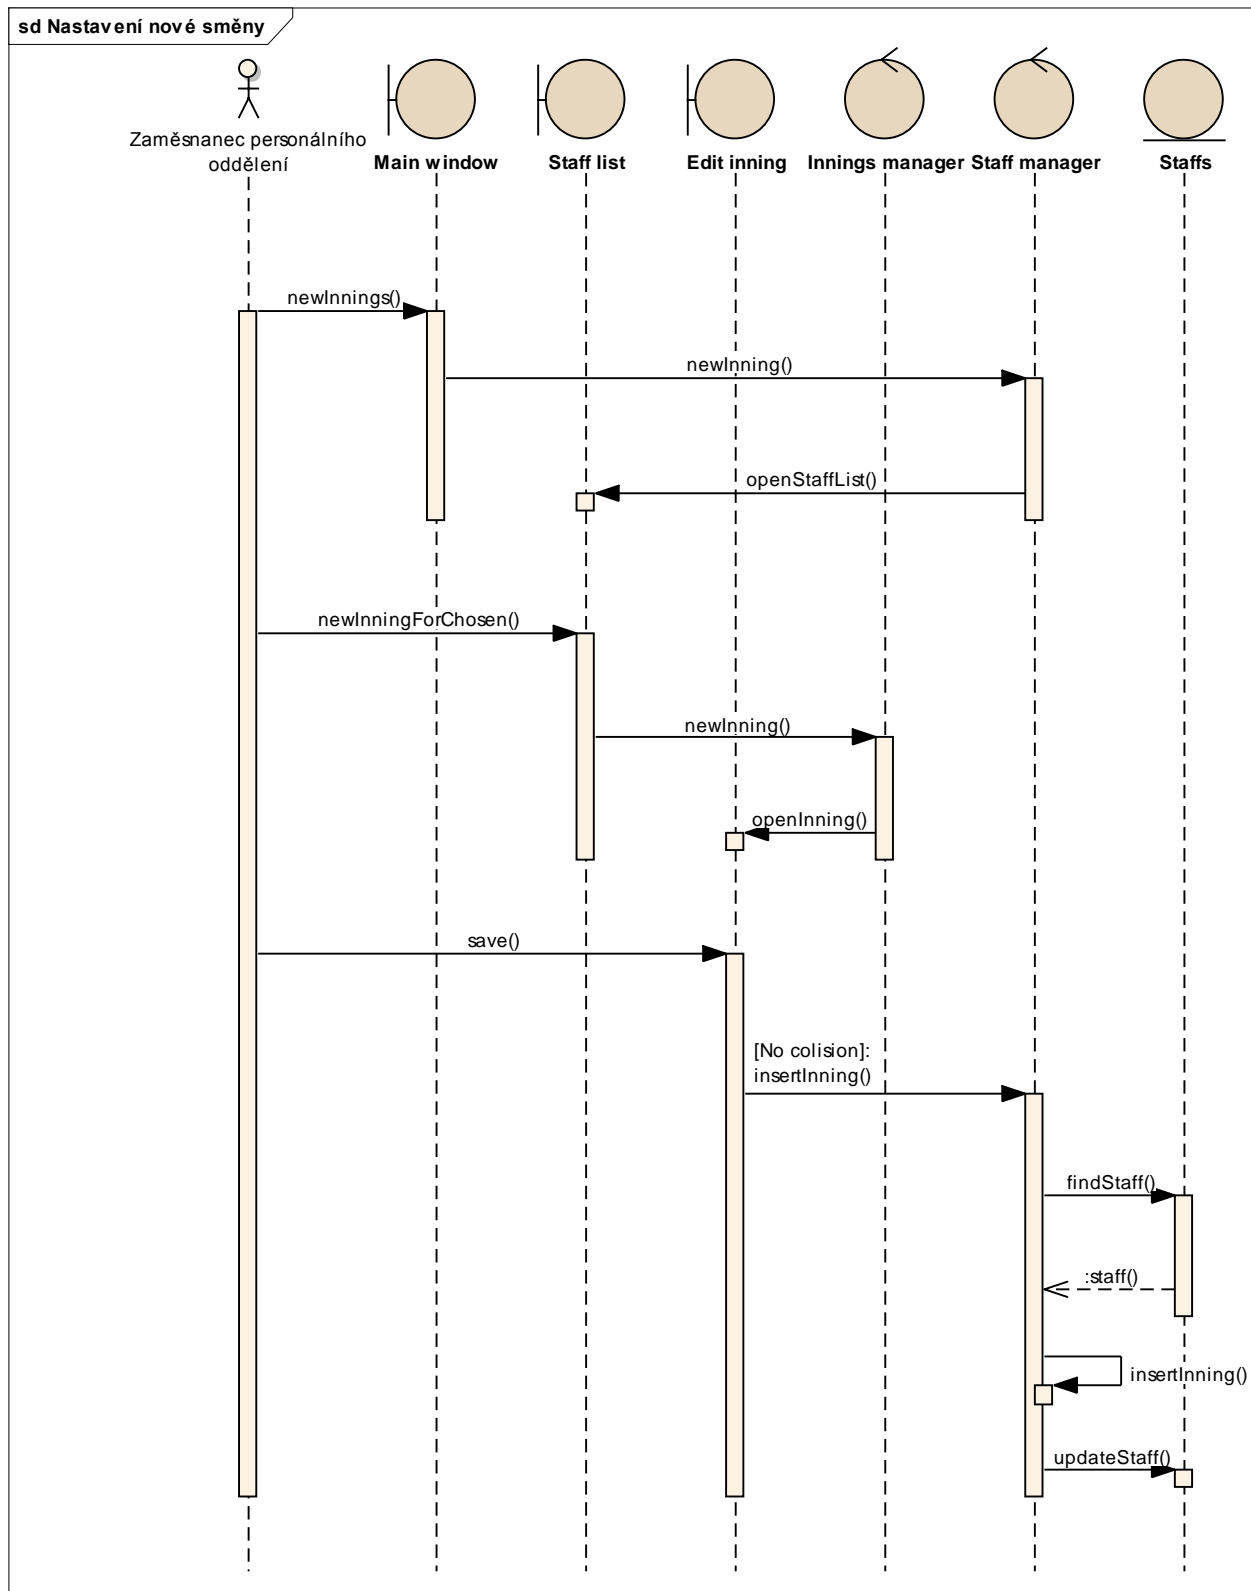 sd Nastavení nové směny
Zaměsnanec personálního
oddělení
Main window
Staff list
Edit inning
Innings manager
Staff manager
Staffs
newInnings()
newInning()
openStaffList()
newInningForChosen()
newInning()
openInning()
save()
[No colision]:
insertInning()
findStaff()
:staff()
insertInning()
updateStaff()